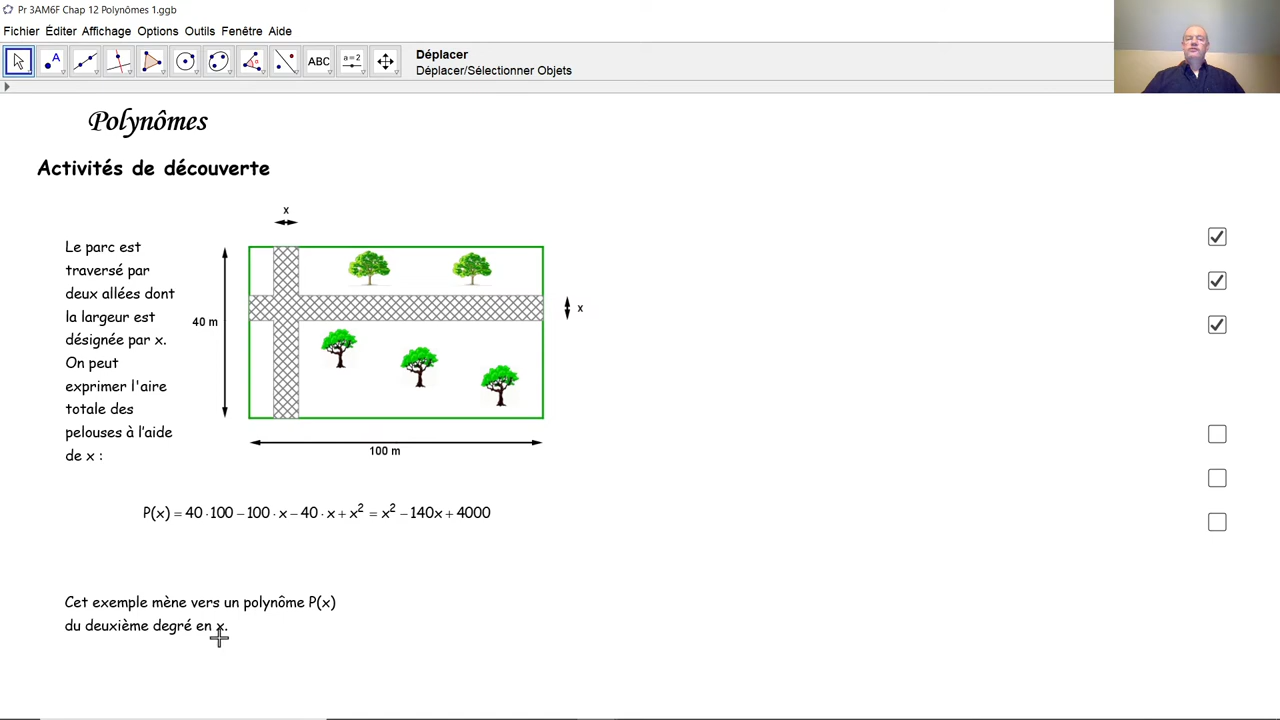 Pr 3AM6F Chap 12 Polynômes 1.ggb
Fichier Éditer Affichage Options Outils Fenêtre Aide
A
ABC
a=2
Déplacer
Déplacer/Sélectionner Objets
Polynômes
Activités de découverte
x
Le parc est
traversé par
deux allées dont
la largeur est
désignée par x.
On peut
exprimer l'aire
totale des
pelouses à l'aide
de x :
40 m
x
100 m
P(x) = 40 · 100 − 100 · x − 40 · x + x² = x² − 140x + 4000
Cet exemple mène vers un polynôme P(x)
du deuxième degré en x.